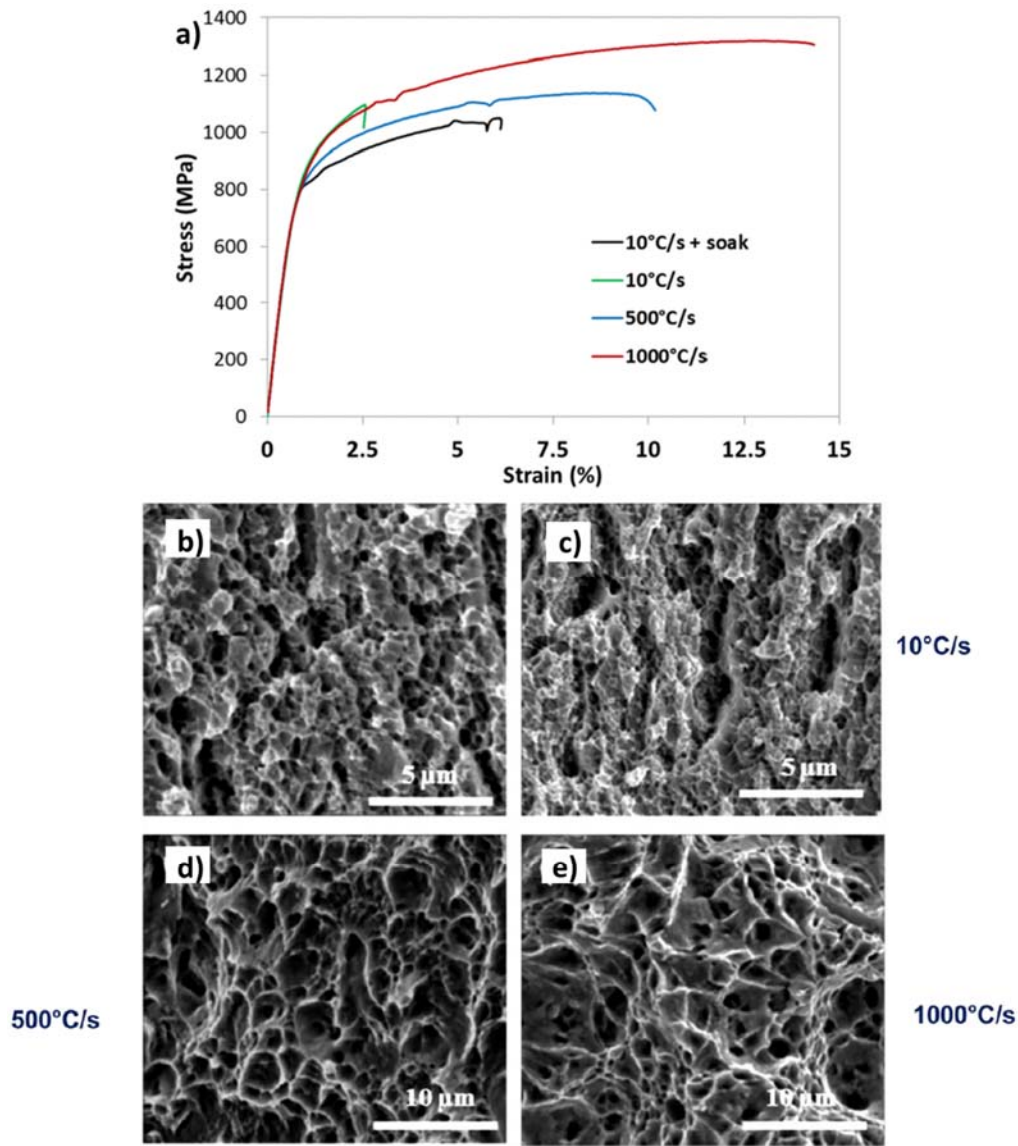 a)
1400
1200
1000
800
600
400
200
0
Stress (MPa)
10°C/s + soak
10°C/s
500°C/s
1000°C/s
0 2.5 5 7.5 10 12.5 15
Strain (%)
b)
5 μm
c)
5 μm
10°C/s
d)
10 μm
500°C/s
e)
10 μm
1000°C/s